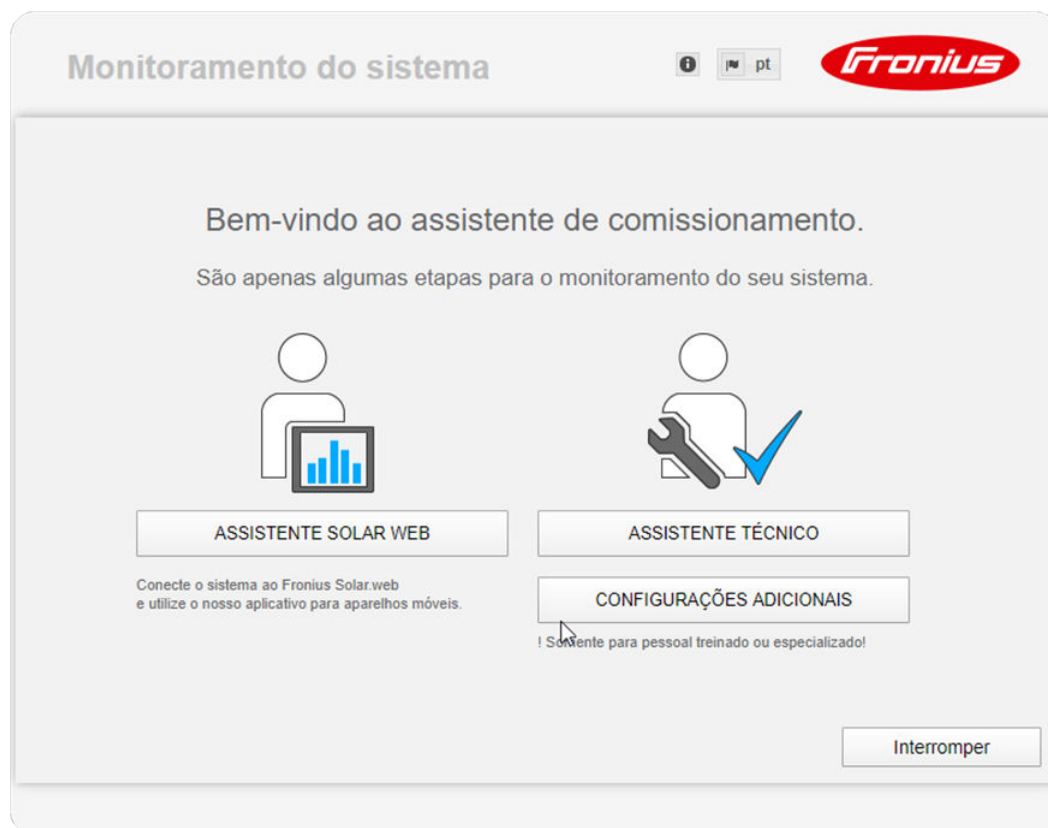 Monitoramento do sistema
pt
Fronius
Bem-vindo ao assistente de comissionamento.
São apenas algumas etapas para o monitoramento do seu sistema.
ASSISTENTE SOLAR WEB
Conecte o sistema ao Fronius Solar.web
e utilize o nosso aplicativo para aparelhos móveis.
ASSISTENTE TÉCNICO
CONFIGURAÇÕES ADICIONAIS
! Somente para pessoal treinado ou especializado!
Interromper